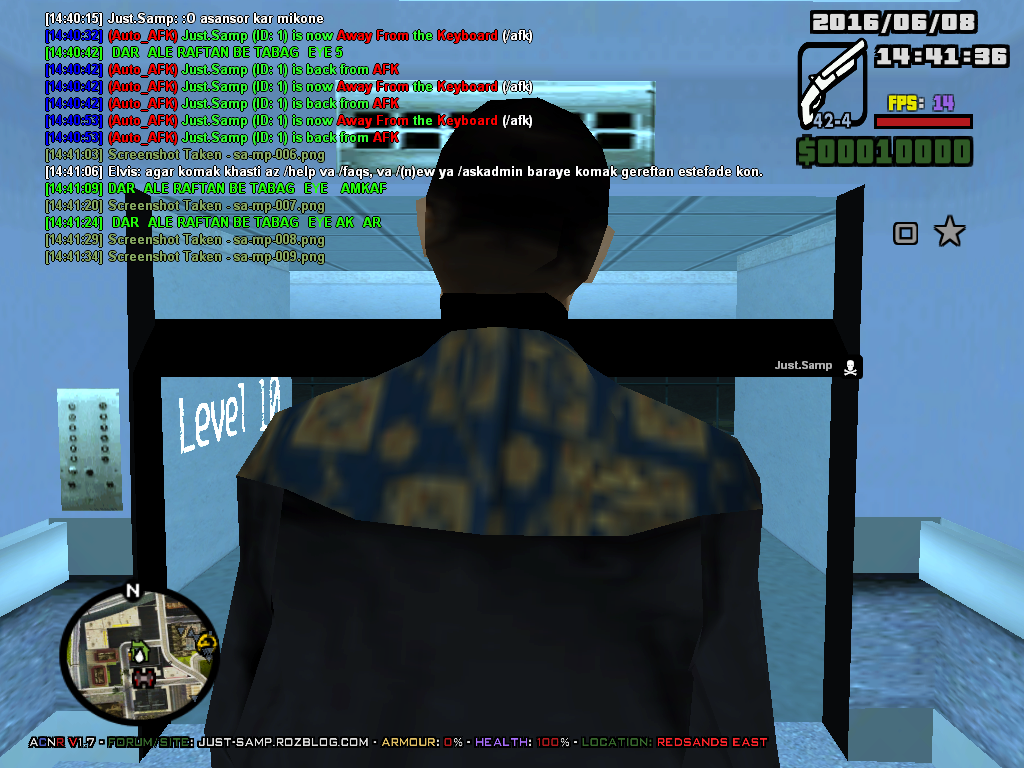 [14:40:15] Just.Samp: :O asansor kar mikone
[14:40:32] (Auto_AFK) Just.Samp (ID: 1) is now Away From the Keyboard (/afk)
[14:40:42] DAR ALE RAFTAN BE TABAG E E 5
[14:40:42] (Auto_AFK) Just.Samp (ID: 1) is back from AFK
[14:40:42] (Auto_AFK) Just.Samp (ID: 1) is now Away From the Keyboard (/afk)
[14:40:42] (Auto_AFK) Just.Samp (ID: 1) is back from AFK
[14:40:53] (Auto_AFK) Just.Samp (ID: 1) is now Away From the Keyboard (/afk)
[14:40:53] (Auto_AFK) Just.Samp (ID: 1) is back from AFK
[14:41:03] Screenshot Taken - sa-mp-006.png
[14:41:06] Elvis: agar komak khasti az /help va /faqs, va /(n)ew ya /askadmin baraye komak gereftan estefade kon.
[14:41:09] DAR ALE RAFTAN BE TABAG E E AMKAF
[14:41:20] Screenshot Taken - sa-mp-007.png
[14:41:24] DAR ALE RAFTAN BE TABAG EYE AK AR
[14:41:29] Screenshot Taken - sa-mp-008.png
[14:41:34] Screenshot Taken - sa-mp-009.png
2016/06/08
14:41:36
FPS: 14
42-4
$00010000
Just.Samp
Level 10
N
ACNR V1.7 - FORUM/SITE: JUST-SAMP.ROZBLOG.COM - ARMOUR: 0% - HEALTH: 100% - LOCATION: REDSANDS EAST